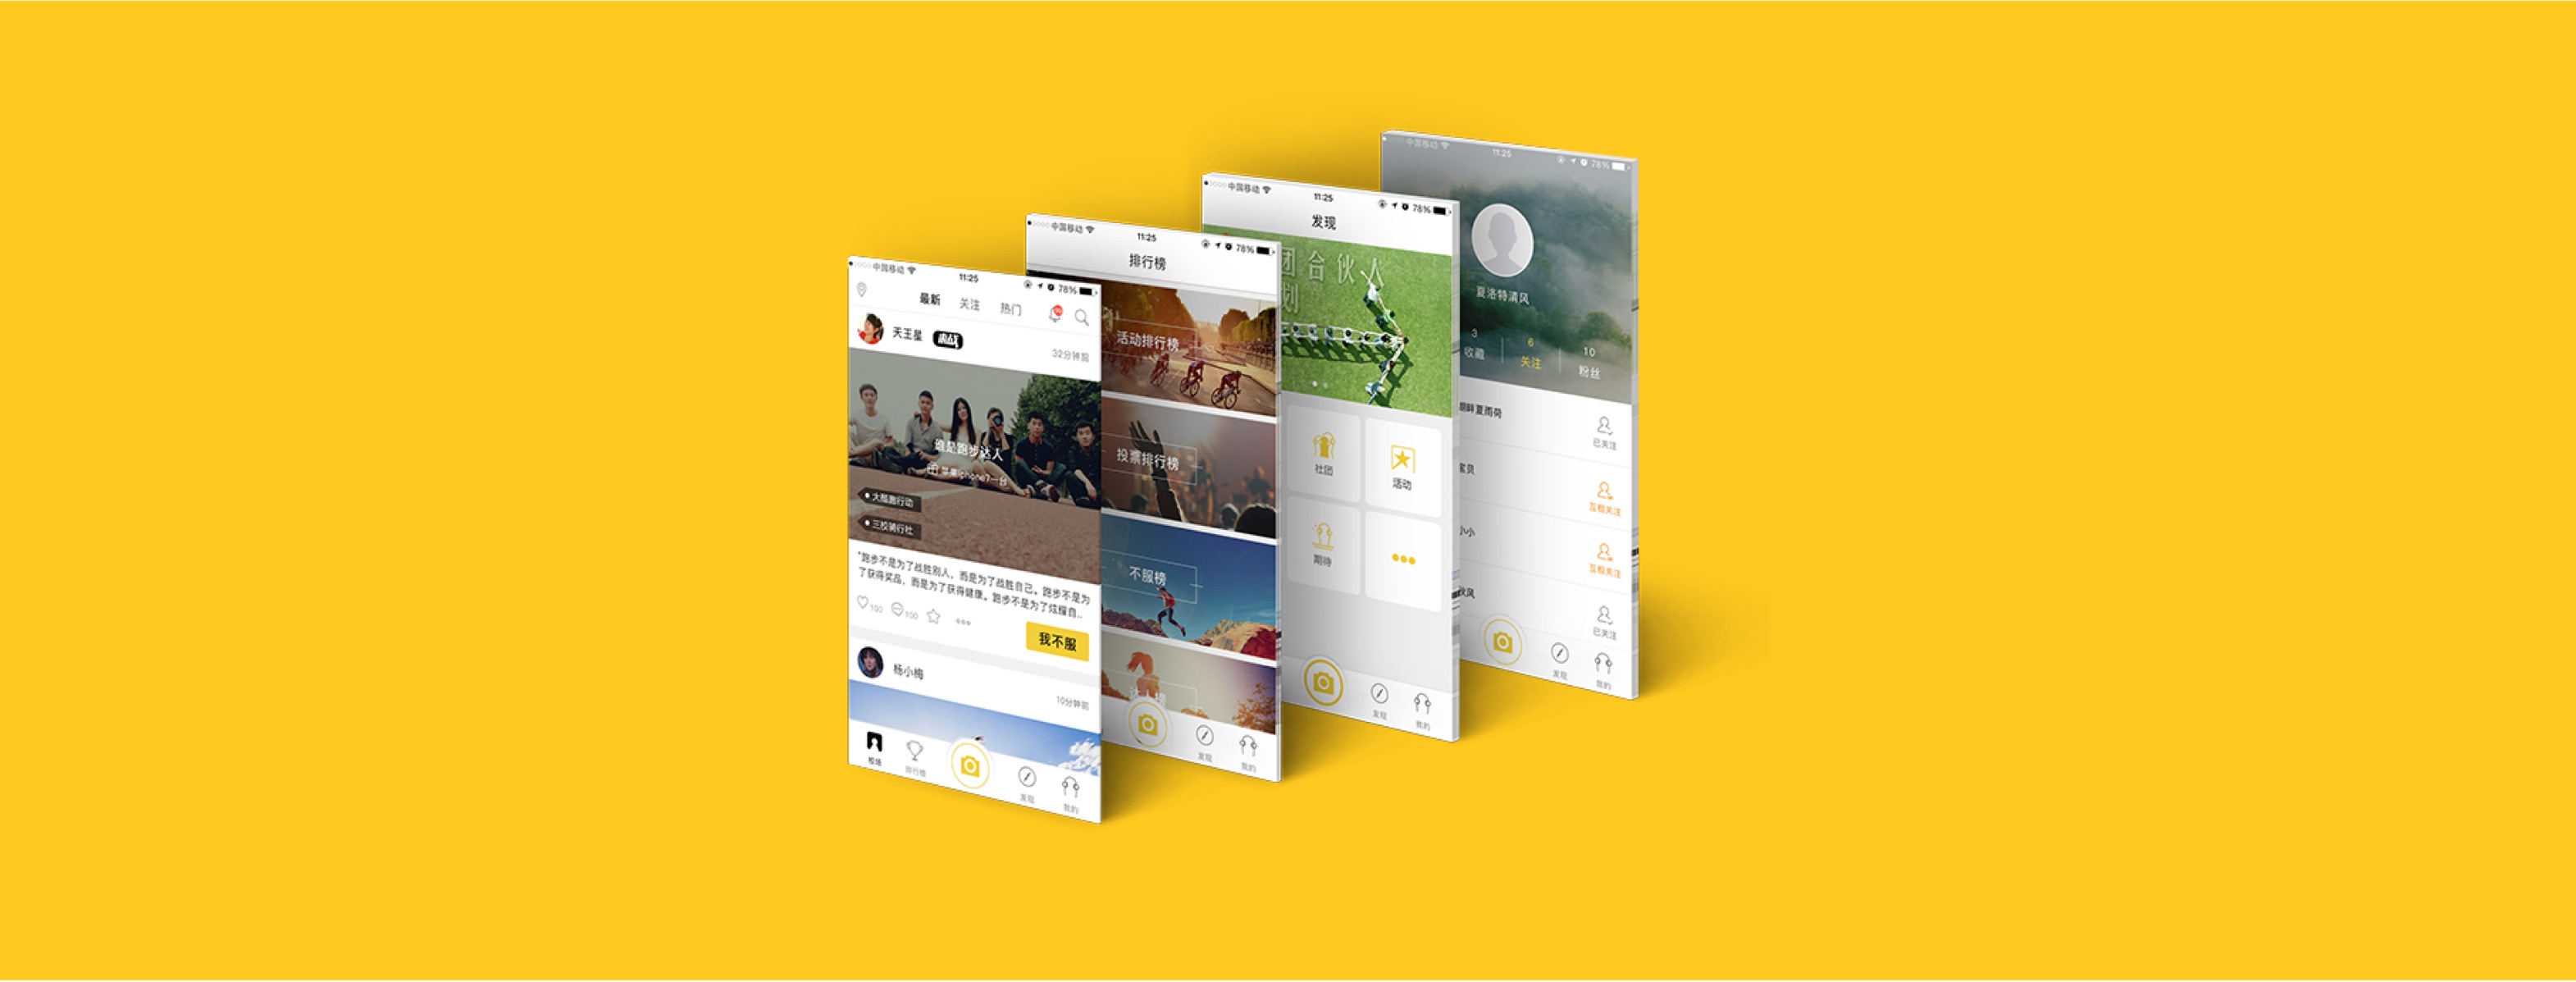 中国移动
11:25
78%
最新
关注
热门
天王星
挑战
32分钟前
谁是跑步达人
苹果iphone7一台
大酷跑行动
三校骑行社
"跑步不是为了战胜别人，而是为了战胜自己。跑步不是为
了获得奖品，而是为了获得健康。跑步不是为了炫耀自...
100
100
我不服
杨小梅
10分钟前
校场
排行榜
发现
我的
中国移动
11:25
78%
排行榜
活动排行榜
投票排行榜
不服榜
达人榜
发现
我的
中国移动
11:25
78%
发现
团合伙人
划
社团
活动
期待
发现
我的
中国移动
11:25
78%
夏洛特清风
3
收藏
6
关注
10
粉丝
湖畔夏雨荷
已关注
蜜贝
互相关注
小小
互相关注
秋风
已关注
发现
我的